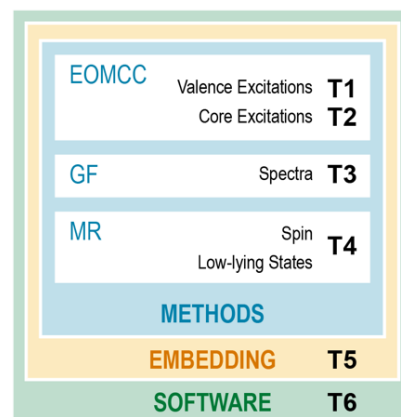 EOMCC
Valence Excitations T1
Core Excitations T2
GF Spectra T3
MR Spin
T4
Low-lying States
METHODS
EMBEDDING T5
SOFTWARE T6